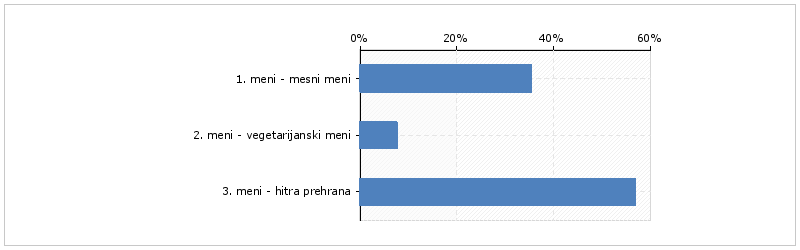 0% 20% 40% 60%
1. meni - mesni meni
2. meni - vegetarijanski meni
3. meni - hitra prehrana